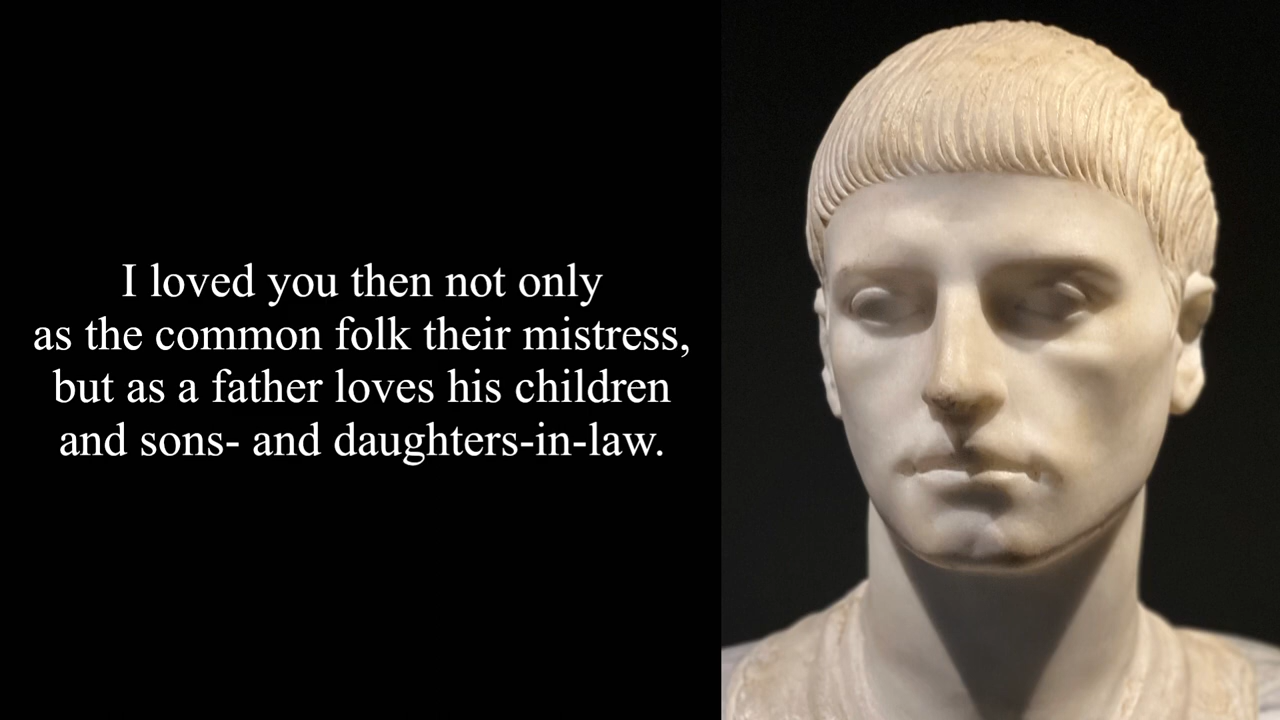 I loved you then not only
as the common folk their mistress,
but as a father loves his children
and sons- and daughters-in-law.